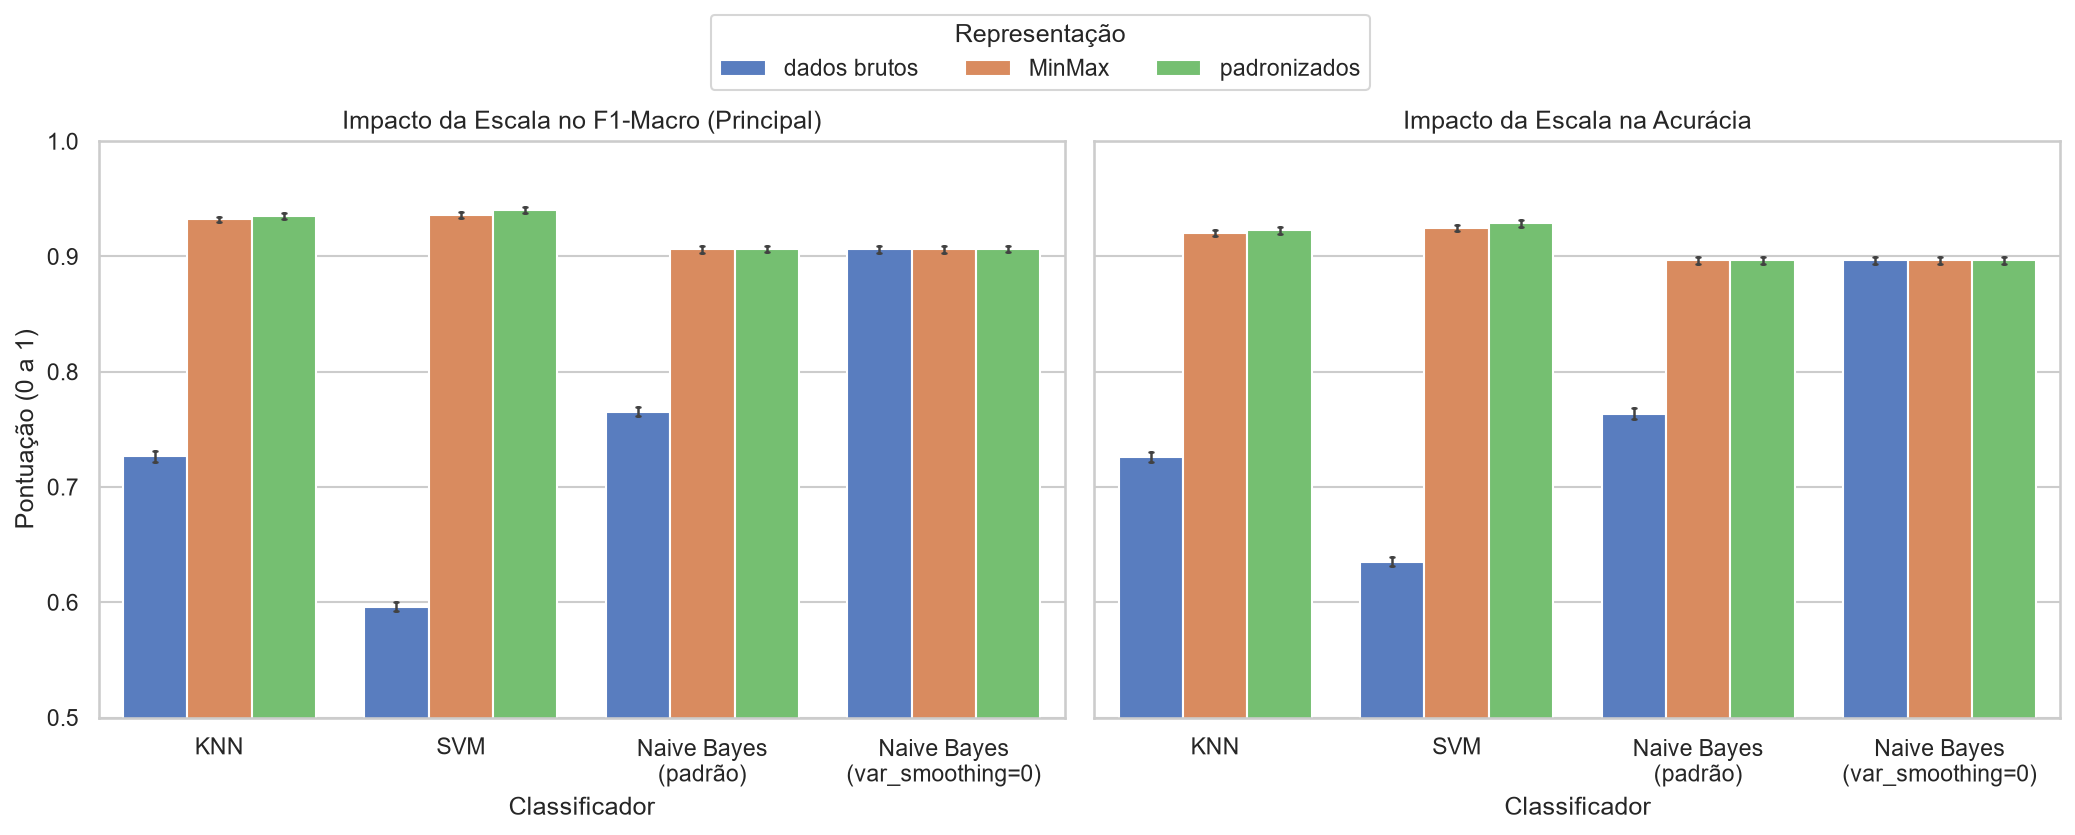 Representação
dados brutos MinMax padronizados
Impacto da Escala no F1-Macro (Principal)
Pontuação (0 a 1)
1.0
0.9
0.8
0.7
0.6
0.5
KNN SVM Naive Bayes Naive Bayes
(padrão) (var_smoothing=0)
Classificador
Impacto da Escala na Acurácia
KNN SVM Naive Bayes Naive Bayes
(padrão) (var_smoothing=0)
Classificador